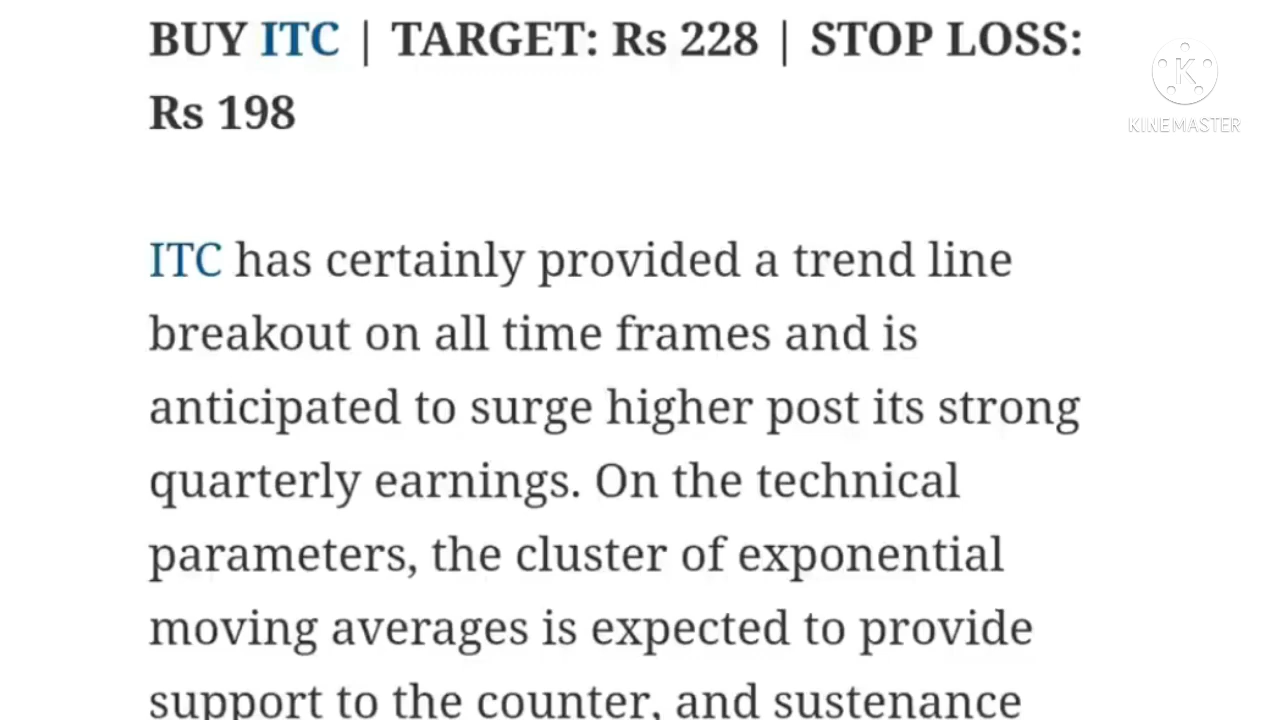 BUY ITC | TARGET: Rs 228 | STOP LOSS:
Rs 198
K
KINEMASTER
ITC has certainly provided a trend line
breakout on all time frames and is
anticipated to surge higher post its strong
quarterly earnings. On the technical
parameters, the cluster of exponential
moving averages is expected to provide
support to the counter, and sustenance